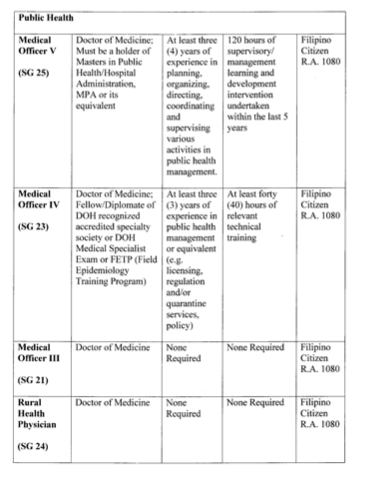 Public Health
Medical
Officer V
(SG 25)
Doctor of Medicine;
Must be a holder of
Masters in Public
Health/Hospital
Administration,
MPA or its
equivalent
At least three
(4) years of
experience in
planning,
organizing,
directing,
coordinating
and
supervising
various
activities in
public health
management.
120 hours of
supervisory/
management
learning and
development
intervention
undertaken
within the last 5
years
Filipino
Citizen
R.A. 1080
Medical
Officer IV
(SG 23)
Doctor of Medicine;
Fellow/Diplomate of
DOH recognized
accredited specialty
society or DOH
Medical Specialist
Exam or FETP (Field
Epidemiology
Training Program)
At least three
(3) years of
experience in
public health
management
or equivalent
(e.g.
licensing,
regulation
and/or
quarantine
services,
policy)
At least forty
(40) hours of
relevant
technical
training
Filipino
Citizen
R.A. 1080
Medical
Officer III
(SG 21)
Doctor of Medicine
None
Required
None Required
Filipino
Citizen
R.A. 1080
Rural
Health
Physician
(SG 24)
Doctor of Medicine
None
Required
None Required
Filipino
Citizen
R.A. 1080